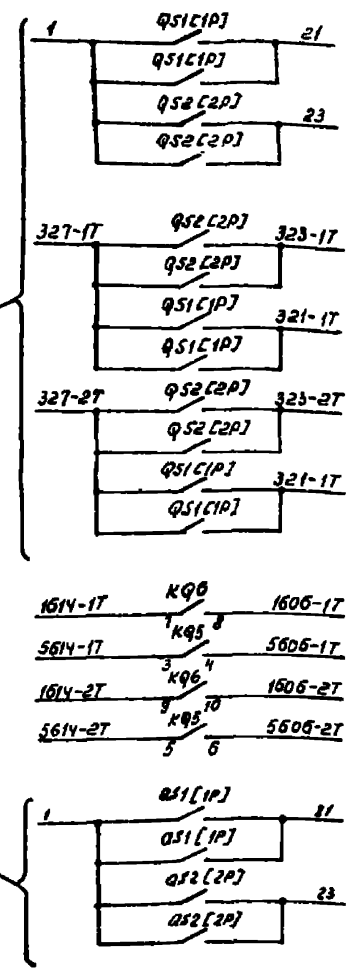 QS1[1P]
1 21
QS1[1P]
QS2[2P]
23
QS2[2P]
QS2[2P]
327-1T 323-1T
QS2[2P]
QS1[1P]
321-1T
QS1[1P]
327-2T QS2[2P] 323-2T
QS2[2P]
QS1[1P]
321-1T
QS1[1P]
KQ6
1614-1T 1606-1T
7 8
KQ5
5614-1T 5606-1T
3 4
KQ6
1614-2T 1606-2T
9 10
KQ5
5614-2T 5606-2T
5 6
QS1[1P]
1 21
QS1[1P]
QS2[2P]
23
QS2[2P]